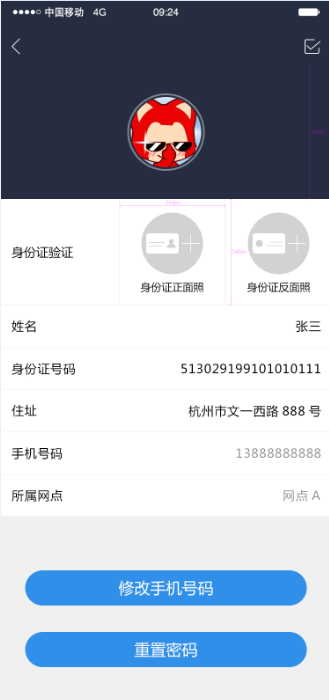 中国移动 4G 09:24
身份证验证
身份证正面照 身份证反面照
姓名 张三
身份证号码 513029199101010111
住址 杭州市文一西路 888 号
手机号码 13888888888
所属网点 网点 A
修改手机号码
重置密码